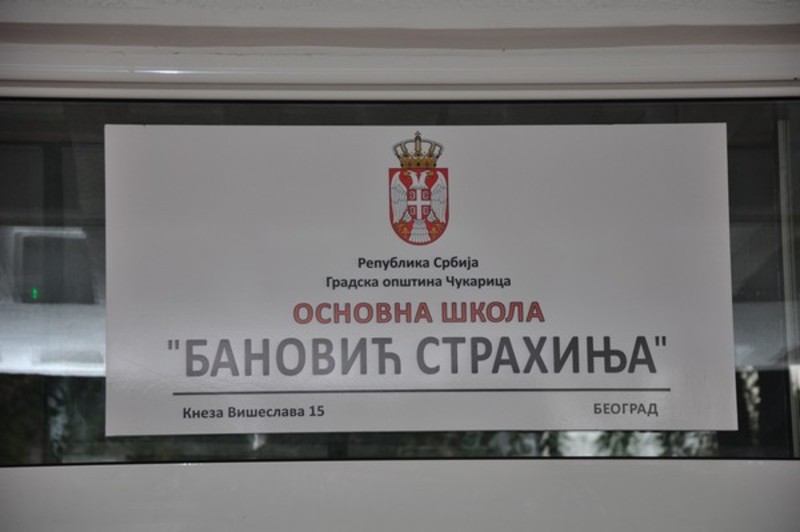 Република Србија
Градска општина Чукарица
ОСНОВНА ШКОЛА
"БАНОВИЋ СТРАХИЊА"
Кнеза Вишеслава 15 БЕОГРАД